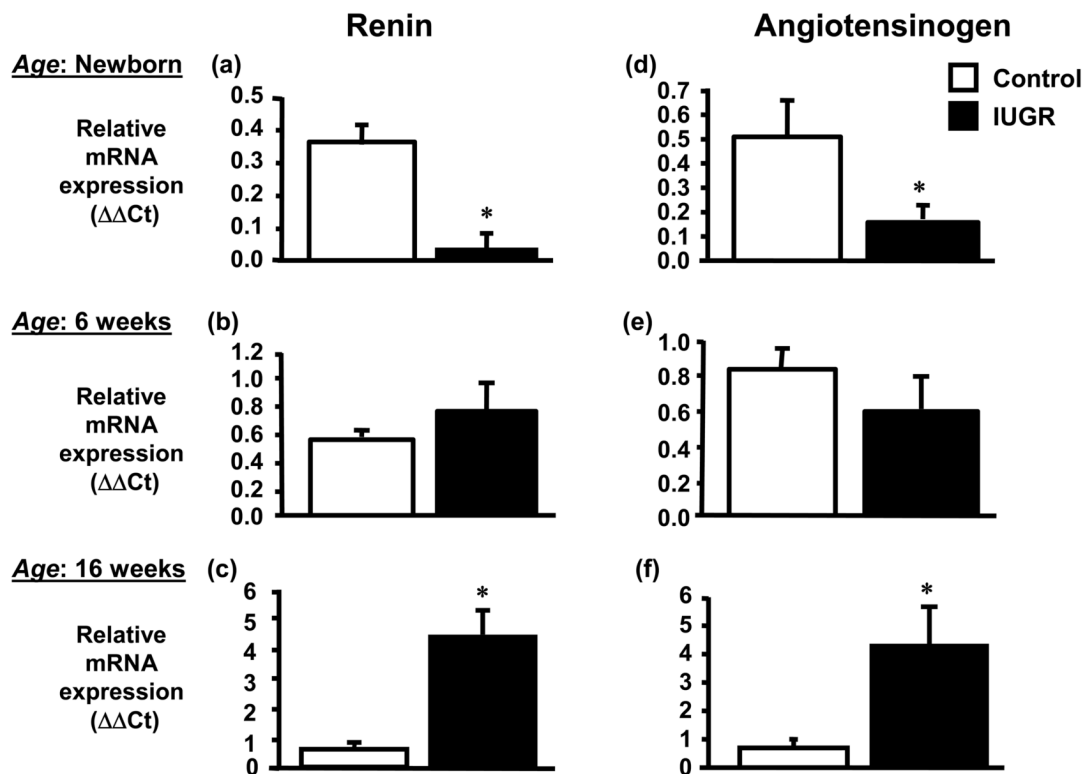 Renin
Angiotensinogen
Age: Newborn
(a)
(d)
Control
IUGR
Relative
mRNA
expression
(ΔΔCt)
0.5
0.4
0.3
0.2
0.1
0.0
*
0.7
0.6
0.5
0.4
0.3
0.2
0.1
0.0
*
Age: 6 weeks
(b)
(e)
Relative
mRNA
expression
(ΔΔCt)
1.2
1.0
0.8
0.6
0.4
0.2
0.0
1.0
0.8
0.6
0.4
0.2
0.0
Age: 16 weeks
(c)
(f)
Relative
mRNA
expression
(ΔΔCt)
6
5
4
3
2
1
0
*
6
5
4
3
2
1
0
*